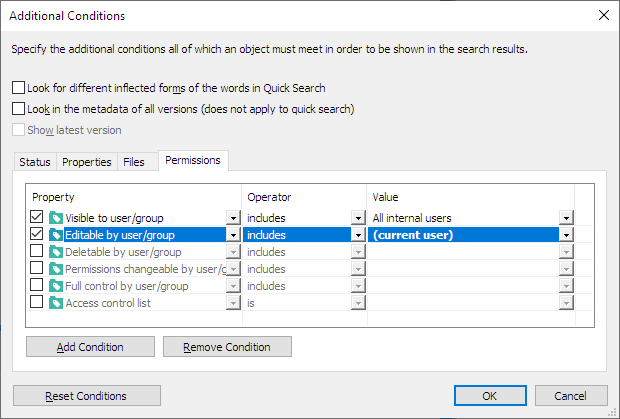 Additional Conditions
Specify the additional conditions all of which an object must meet in order to be shown in the search results.
Look for different inflected forms of the words in Quick Search
Look in the metadata of all versions (does not apply to quick search)
Show latest version
Status Properties Files Permissions
Property Operator Value
Visible to user/group includes All internal users
Editable by user/group includes (current user)
Deletable by user/group includes
Permissions changeable by user/g includes
Full control by user/group includes
Access control list is
Add Condition Remove Condition
Reset Conditions OK Cancel